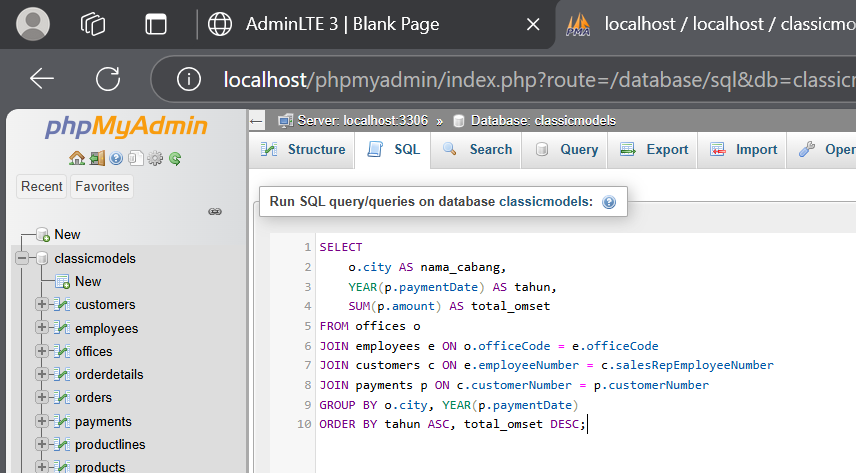 AdminLTE 3 | Blank Page
localhost / localhost / classicmo
localhost/phpmyadmin/index.php?route=/database/sql&db=classic
phpMyAdmin
Recent Favorites
New
classicmodels
New
customers
employees
offices
orderdetails
orders
payments
productlines
products
Server: localhost:3306 » Database: classicmodels
Structure SQL Search Query Export Import Oper
Run SQL query/queries on database classicmodels:
1 SELECT
2 o.city AS nama_cabang,
3 YEAR(p.paymentDate) AS tahun,
4 SUM(p.amount) AS total_omset
5 FROM offices o
6 JOIN employees e ON o.officeCode = e.officeCode
7 JOIN customers c ON e.employeeNumber = c.salesRepEmployeeNumber
8 JOIN payments p ON c.customerNumber = p.customerNumber
9 GROUP BY o.city, YEAR(p.paymentDate)
10 ORDER BY tahun ASC, total_omset DESC;